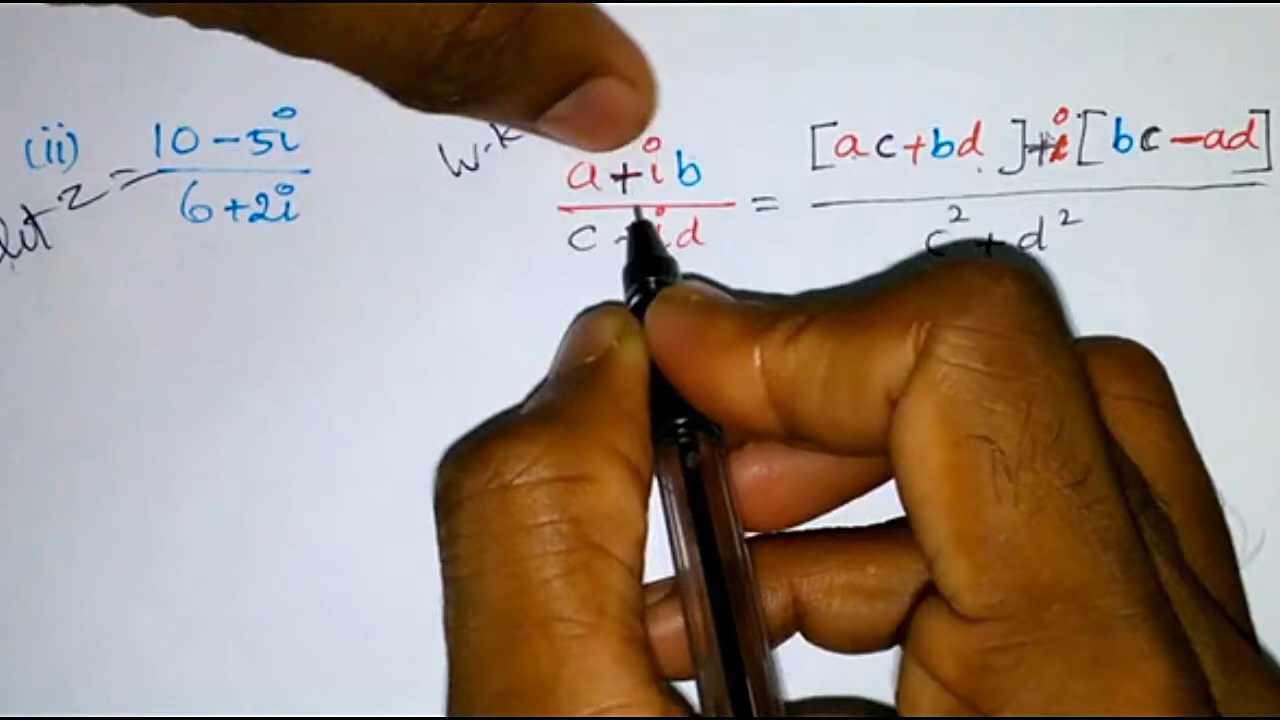 (ii) 10 - 5i
let z = ―――
6 + 2i
W.K
a + ib / c + id = [ac + bd] + i[bc - ad] / c² + d²